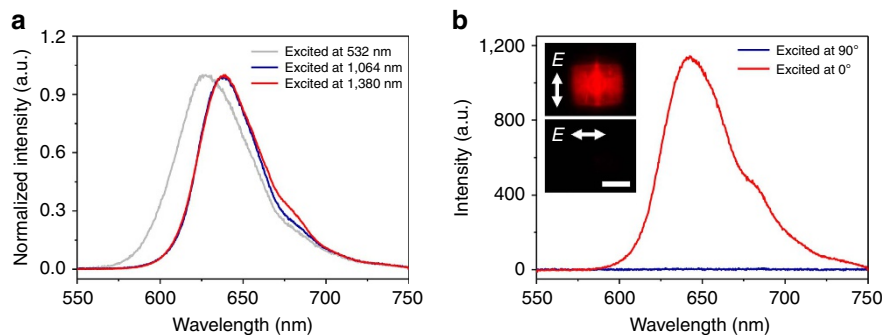 a
1.2
0.9
0.6
0.3
0.0
Normalized intensity (a.u.)
Excited at 532 nm
Excited at 1,064 nm
Excited at 1,380 nm
550
600
650
700
750
Wavelength (nm)
b
1,200
800
400
0
Intensity (a.u.)
E
E
Excited at 90°
Excited at 0°
550
600
650
700
750
Wavelength (nm)